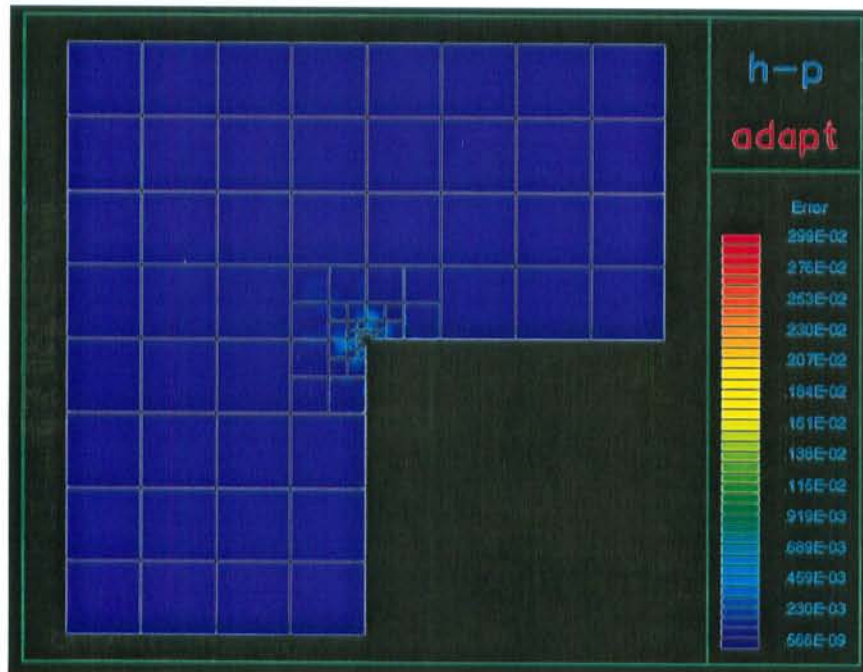 h-p
adapt
Error
.299E-02
.276E-02
.253E-02
.230E-02
.207E-02
.184E-02
.161E-02
.138E-02
.115E-02
.919E-03
.689E-03
.459E-03
.230E-03
.566E-09